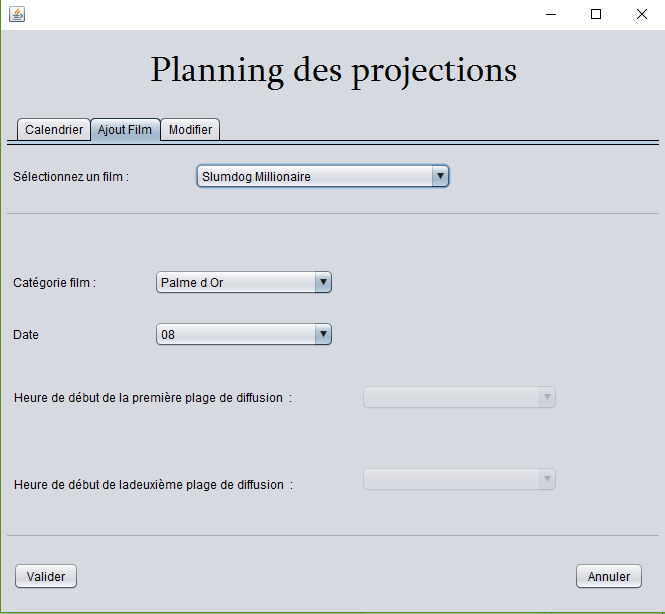 Planning des projections
Calendrier Ajout Film Modifier
Sélectionnez un film : Slumdog Millionaire
Catégorie film : Palme d Or
Date 08
Heure de début de la première plage de diffusion :
Heure de début de ladeuxième plage de diffusion :
Valider Annuler